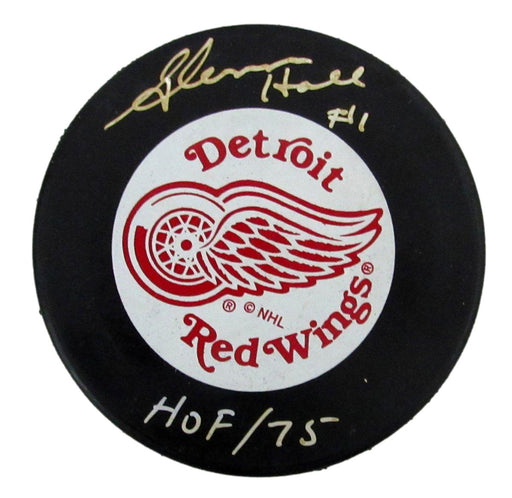 Glenn Hall
#1
Detroit
® © NHL
Red Wings®
HOF/75